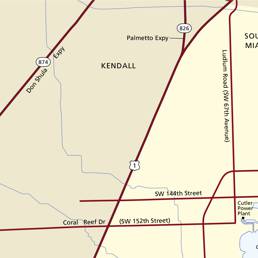 826
SOU
MIA
Palmetto Expy
KENDALL
874
Don Shula Expy
Ludlum Road (SW 67th Avenue)
1
SW 144th Street
Cutler
Power
Plant
Coral Reef Dr (SW 152th Street)